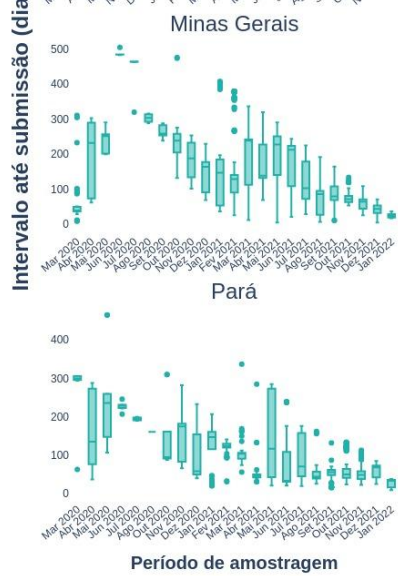 Intervalo até submissão (dia
Minas Gerais
500
400
300
200
100
0
Mar 2020
Abr 2020
Mai 2020
Jun 2020
Jul 2020
Ago 2020
Set 2020
Out 2020
Nov 2020
Dez 2020
Jan 2021
Fev 2021
Mar 2021
Abr 2021
Mai 2021
Jun 2021
Jul 2021
Ago 2021
Set 2021
Out 2021
Nov 2021
Dez 2021
Jan 2022
Pará
400
300
200
100
0
Mar 2020
Abr 2020
Mai 2020
Jun 2020
Jul 2020
Ago 2020
Out 2020
Nov 2020
Dez 2020
Jan 2021
Fev 2021
Mar 2021
Abr 2021
Mai 2021
Jun 2021
Jul 2021
Ago 2021
Set 2021
Out 2021
Nov 2021
Dez 2021
Jan 2022
Período de amostragem